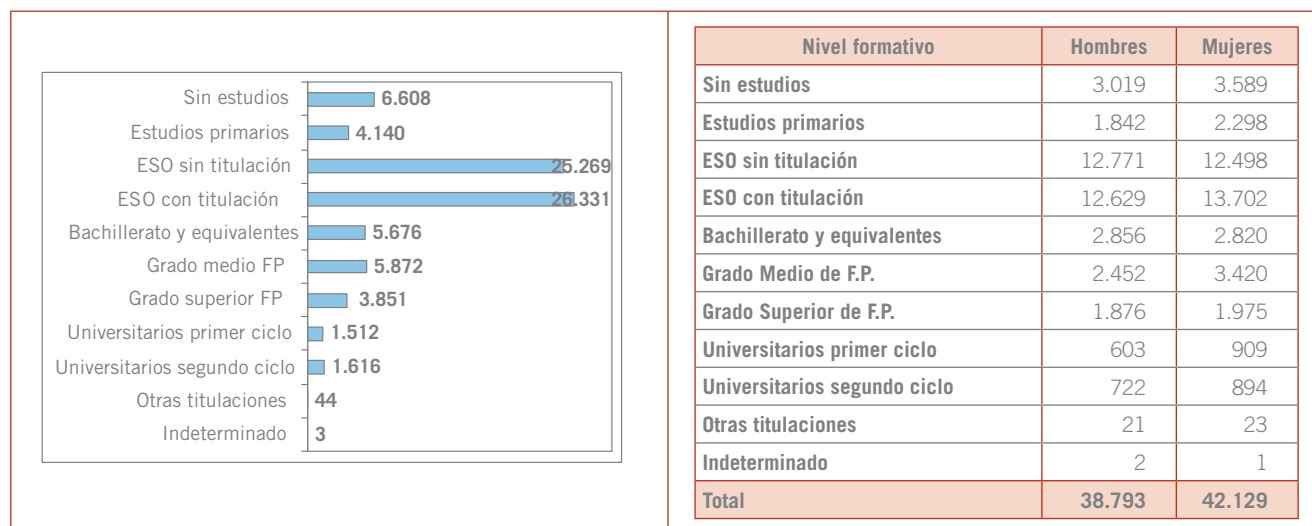 Sin estudios 6.608
Estudios primarios 4.140
ESO sin titulación 25.269
ESO con titulación 26.331
Bachillerato y equivalentes 5.676
Grado medio FP 5.872
Grado superior FP 3.851
Universitarios primer ciclo 1.512
Universitarios segundo ciclo 1.616
Otras titulaciones 44
Indeterminado 3
Nivel formativo Hombres Mujeres
Sin estudios 3.019 3.589
Estudios primarios 1.842 2.298
ESO sin titulación 12.771 12.498
ESO con titulación 12.629 13.702
Bachillerato y equivalentes 2.856 2.820
Grado Medio de F.P. 2.452 3.420
Grado Superior de F.P. 1.876 1.975
Universitarios primer ciclo 603 909
Universitarios segundo ciclo 722 894
Otras titulaciones 21 23
Indeterminado 2 1
Total 38.793 42.129